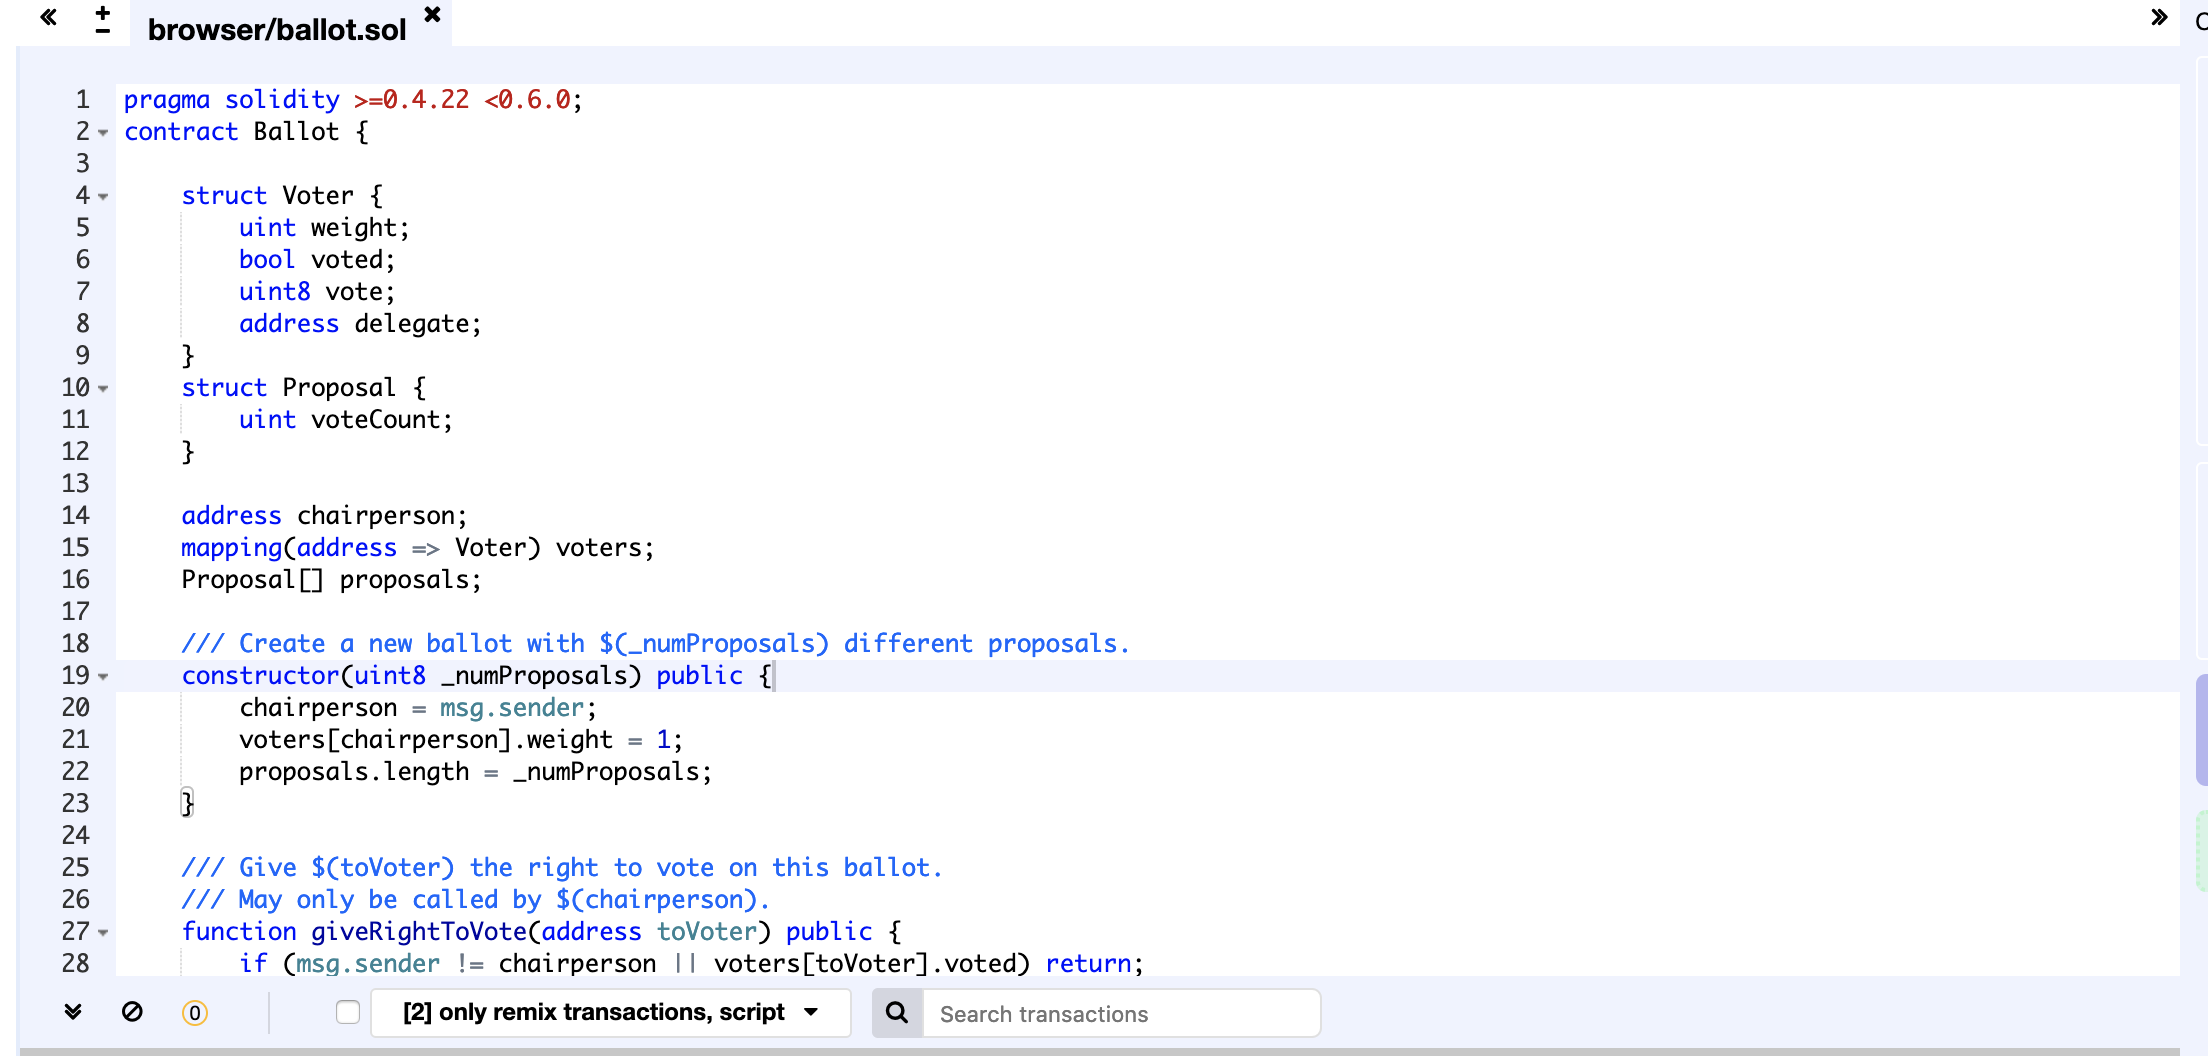 browser/ballot.sol
1 pragma solidity >=0.4.22 <0.6.0;
2 contract Ballot {
3
4     struct Voter {
5         uint weight;
6         bool voted;
7         uint8 vote;
8         address delegate;
9     }
10     struct Proposal {
11         uint voteCount;
12     }
13
14     address chairperson;
15     mapping(address => Voter) voters;
16     Proposal[] proposals;
17
18     /// Create a new ballot with $(_numProposals) different proposals.
19     constructor(uint8 _numProposals) public {
20         chairperson = msg.sender;
21         voters[chairperson].weight = 1;
22         proposals.length = _numProposals;
23     }
24
25     /// Give $(toVoter) the right to vote on this ballot.
26     /// May only be called by $(chairperson).
27     function giveRightToVote(address toVoter) public {
28         if (msg.sender != chairperson || voters[toVoter].voted) return;
0 [2] only remix transactions, script Search transactions